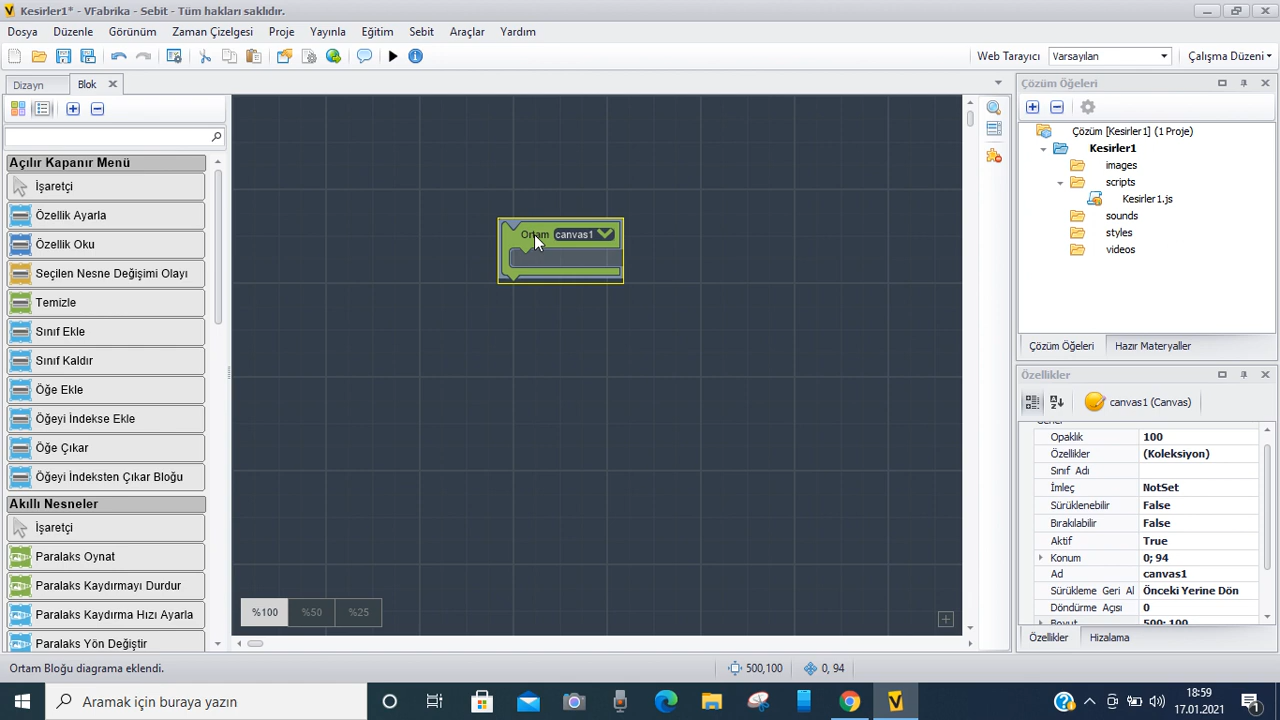 Kesirler1* - VFabrika - Sebit - Tüm hakları saklıdır.
Dosya Düzenle Görünüm Zaman Çizelgesi Proje Yayınla Eğitim Sebit Araçlar Yardım
Web Tarayıcı Varsayılan Çalışma Düzeni
Dizayn Blok
Açılır Kapanır Menü
İşaretçi
Özellik Ayarla
Özellik Oku
Seçilen Nesne Değişimi Olayı
Temizle
Sınıf Ekle
Sınıf Kaldır
Öğe Ekle
Öğeyi İndekse Ekle
Öğe Çıkar
Öğeyi İndeksten Çıkar Bloğu
Akıllı Nesneler
İşaretçi
Paralaks Oynat
Paralaks Kaydırmayı Durdur
Paralaks Kaydırma Hızı Ayarla
Paralaks Yön Değiştir
Ortam canvas1
%100 %50 %25
Çözüm Öğeleri
Çözüm [Kesirler1] (1 Proje)
Kesirler1
images
scripts
Kesirler1.js
sounds
styles
videos
Çözüm Öğeleri Hazır Materyaller
Özellikler
canvas1 (Canvas)
Genel
Opaklık 100
Özellikler (Koleksiyon)
Sınıf Adı
İmleç NotSet
Sürüklenebilir False
Bırakılabilir False
Aktif True
Konum 0; 94
Ad canvas1
Sürükleme Geri Al Önceki Yerine Dön
Döndürme Açısı 0
Boyut 500; 100
Özellikler Hizalama
Ortam Bloğu diagrama eklendi. 500,100 0, 94
Aramak için buraya yazın
18:59
17.01.2021
1